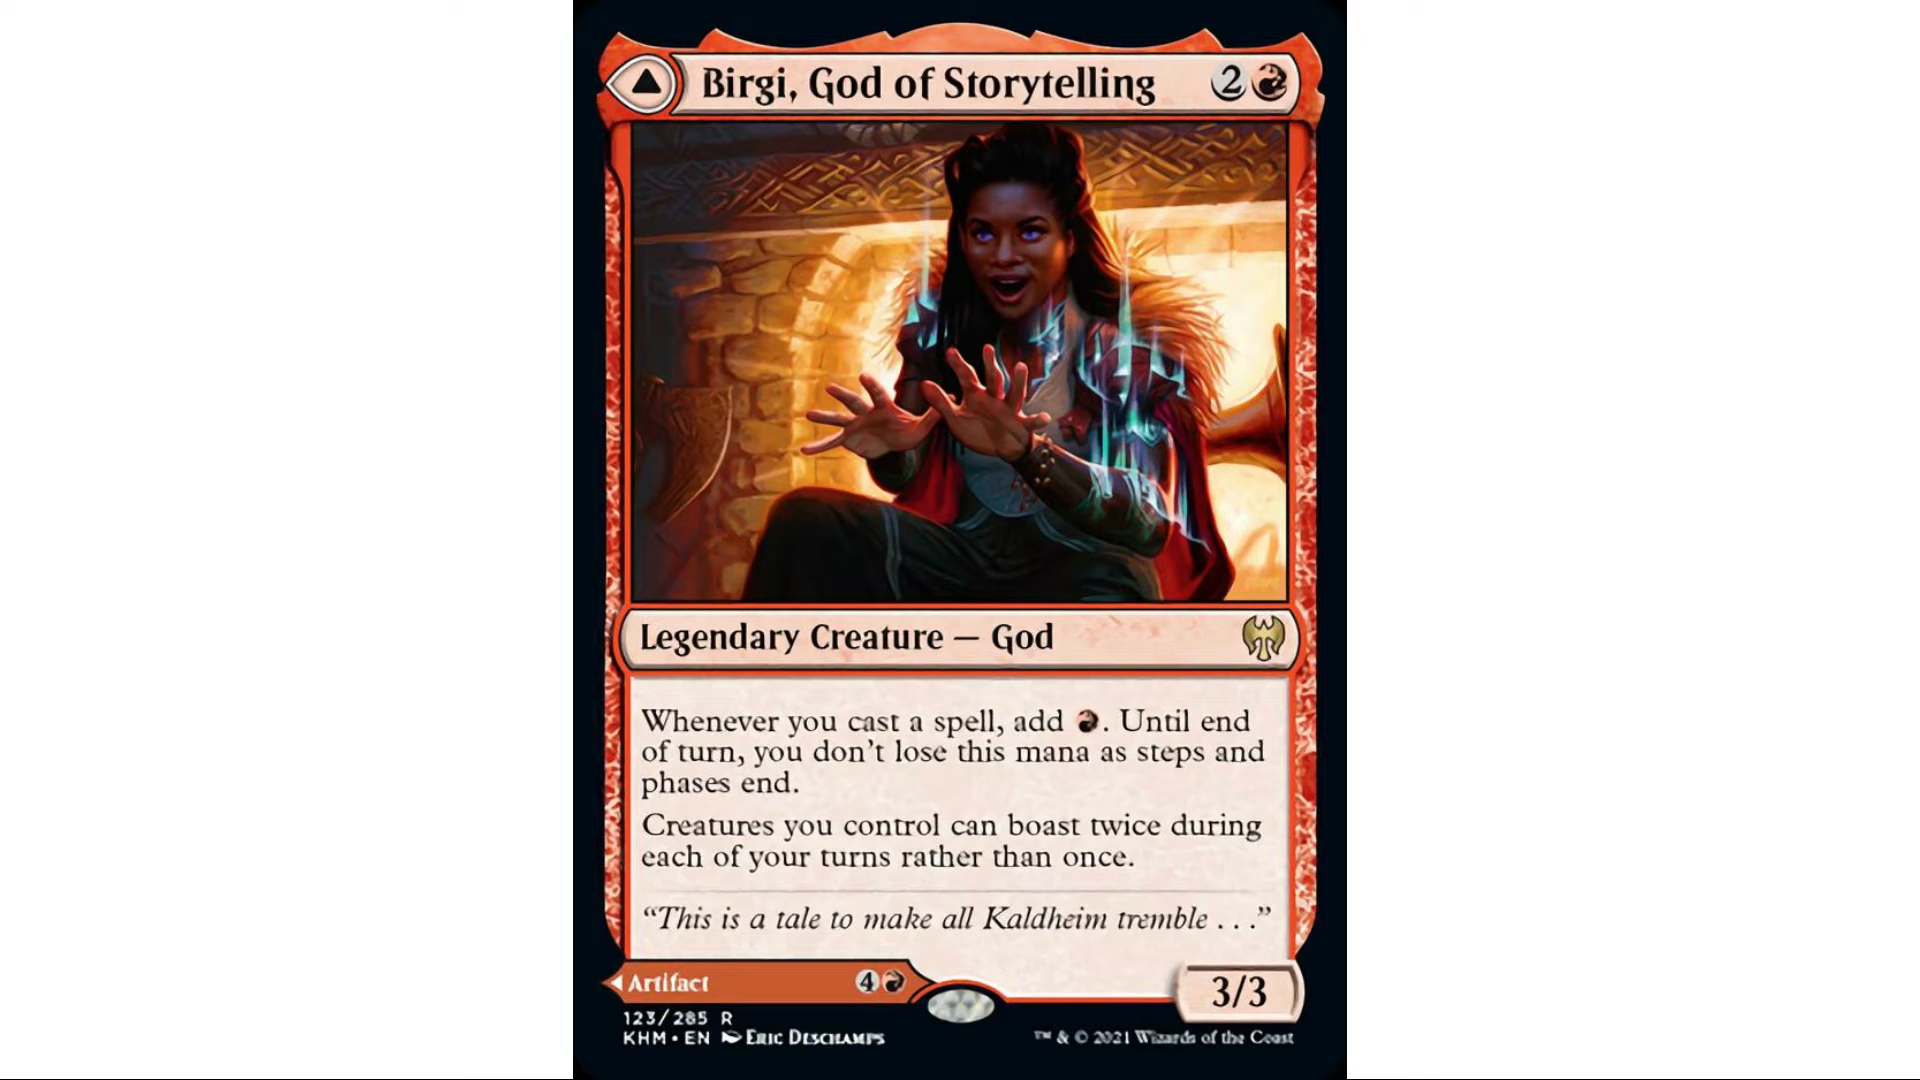 Birgi, God of Storytelling 2
Legendary Creature — God
Whenever you cast a spell, add . Until end
of turn, you don't lose this mana as steps and
phases end.
Creatures you control can boast twice during
each of your turns rather than once.
“This is a tale to make all Kaldheim tremble . . .”
Artifact 4
3/3
123/285 R
KHM • EN Eric Deschamps
™ & © 2021 Wizards of the Coast